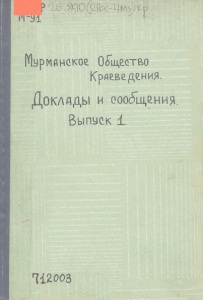 М-91
Мурманское Общество
Краеведения.
Доклады и сообщения.
Выпуск 1
712003